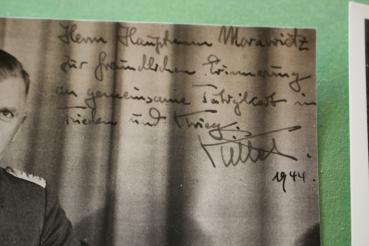 Herrn Hauptmann Morawietz
zur freundlichen Erinnerung
an gemeinsame Tätigkeit in
Frieden und Krieg.
1944.